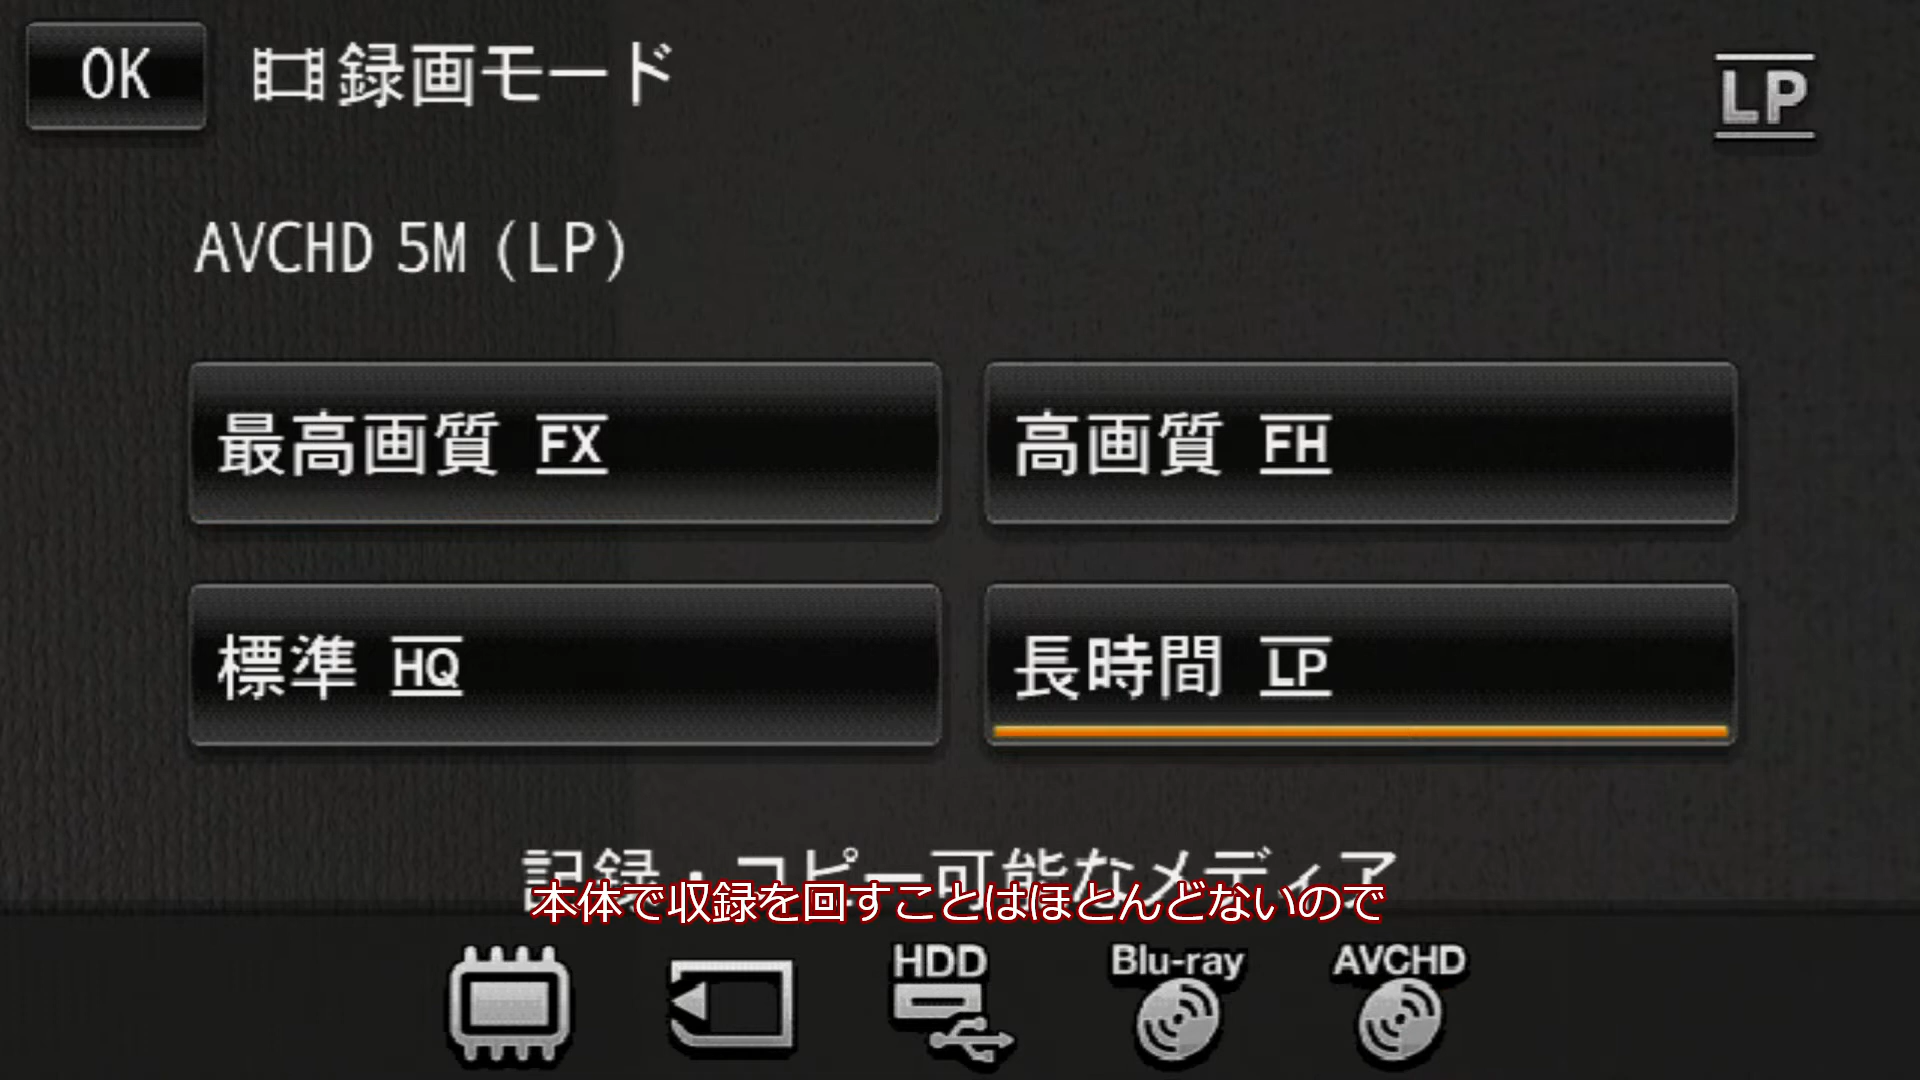 OK
録画モード
LP
AVCHD 5M (LP)
最高画質 FX
高画質 FH
標準 HQ
長時間 LP
記録・コピー可能なメディア
本体で収録を回すことはほとんどないので
HDD
Blu-ray
AVCHD